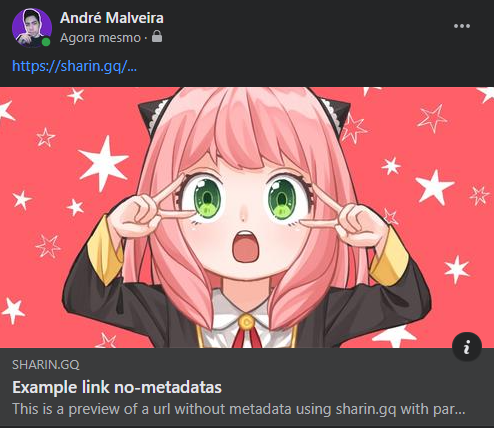 André Malveira
Agora mesmo ·
https://sharin.gq/...
SHARIN.GQ
Example link no-metadatas
This is a preview of a url without metadata using sharin.gq with par...